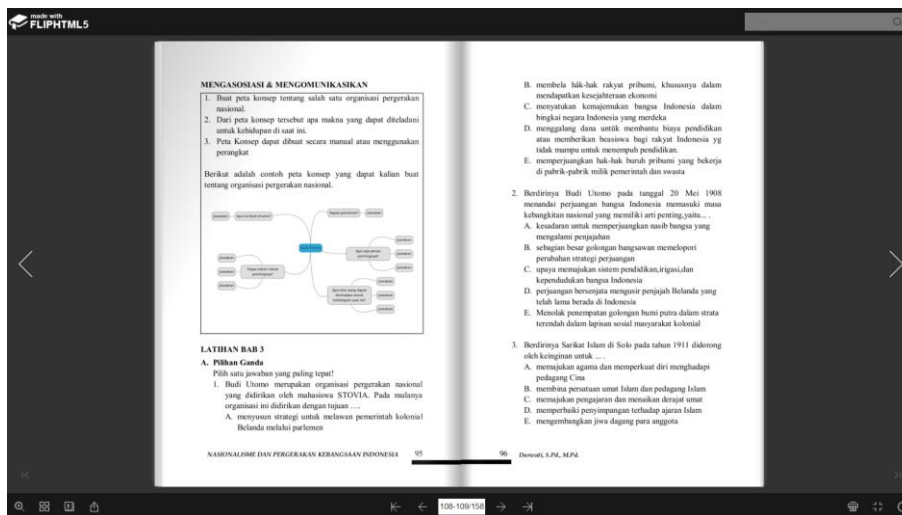 made with
FLIPHTML5
MENGASOSIASI & MENGOMUNIKASIKAN
1. Buat peta konsep tentang salah satu organisasi pergerakan
nasional.
2. Dari peta konsep tersebut apa makna yang dapat diteladani
untuk kehidupan di saat ini.
3. Peta Konsep dapat dibuat secara manual atau menggunakan
perangkat
Berikut adalah contoh peta konsep yang dapat kalian buat
tentang organisasi pergerakan nasional.
LATIHAN BAB 3
A. Pilihan Ganda
Pilih satu jawaban yang paling tepat!
1. Budi Utomo merupakan organisasi pergerakan nasional
yang didirikan oleh mahasiswa STOVIA. Pada mulanya
organisasi ini didirikan dengan tujuan ….
A. menyusun strategi untuk melawan pemerintah kolonial
Belanda melalui parlemen
NASIONALISME DAN PERGERAKAN KEBANGSAAN INDONESIA 95
B. membela hak-hak rakyat pribumi, khususnya dalam
mendapatkan kesejahteraan ekonomi
C. menyatukan kemajemukan bangsa Indonesia dalam
bingkai negara Indonesia yang merdeka
D. menggalang dana untuk membantu biaya pendidikan
atau memberikan beasiswa bagi rakyat Indonesia yg
tidak mampu untuk menempuh pendidikan.
E. memperjuangkan hak-hak buruh pribumi yang bekerja
di pabrik-pabrik milik pemerintah dan swasta
2. Berdirinya Budi Utomo pada tanggal 20 Mei 1908
menandai perjuangan bangsa Indonesia memasuki masa
kebangkitan nasional yang memiliki arti penting,yaitu... .
A. kesadaran untuk memperjuangkan nasib bangsa yang
mengalami penjajahan
B. sebagian besar golongan bangsawan memelopori
perubahan strategi perjuangan
C. upaya memajukan sistem pendidikan,irigasi,dan
kependudukan bangsa Indonesia
D. perjuangan bersenjata mengusir penjajah Belanda yang
telah lama berada di Indonesia
E. Menolak penempatan golongan bumi putra dalam strata
terendah dalam lapisan sosial masyarakat kolonial
3. Berdirinya Sarikat Islam di Solo pada tahun 1911 didorong
oleh keinginan untuk ... .
A. memajukan agama dan memperkuat diri menghadapi
pedagang Cina
B. membina persatuan umat Islam dan pedagang Islam
C. memajukan pengajaran dan menaikan derajat umat
D. memperbaiki penyimpangan terhadap ajaran Islam
E. mengembangkan jiwa dagang para anggota
96 Darwati, S.Pd., M.Pd.
108-109/158